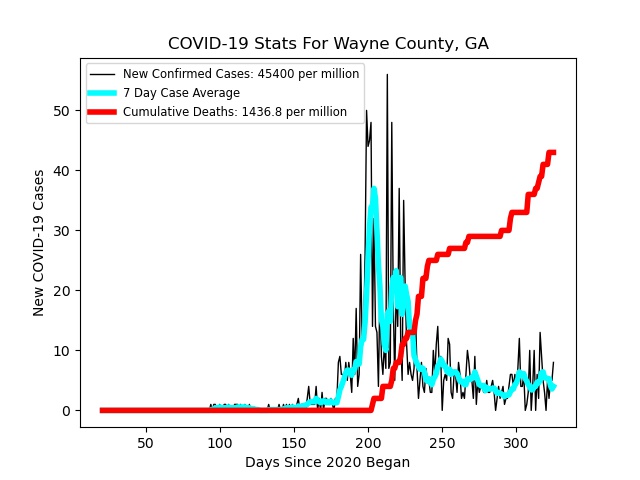 COVID-19 Stats For Wayne County, GA
New Confirmed Cases: 45400 per million
7 Day Case Average
Cumulative Deaths: 1436.8 per million
New COVID-19 Cases
50
40
30
20
10
0
50 100 150 200 250 300
Days Since 2020 Began